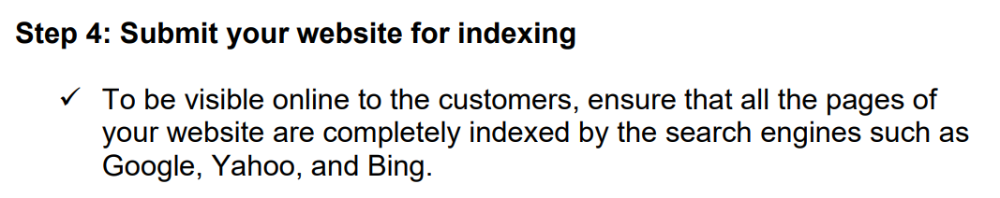 Step 4: Submit your website for indexing
✓ To be visible online to the customers, ensure that all the pages of
your website are completely indexed by the search engines such as
Google, Yahoo, and Bing.